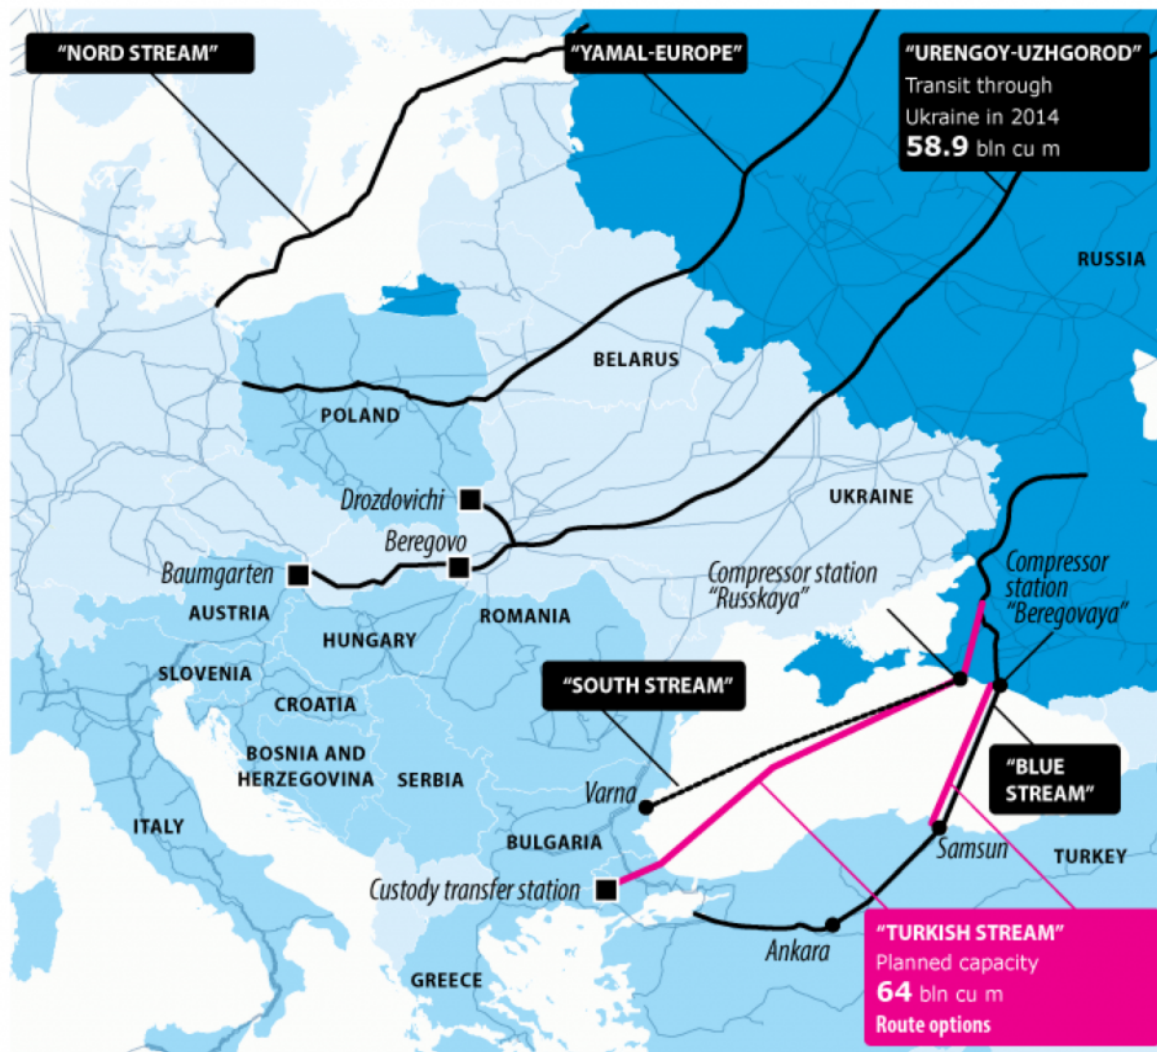 “NORD STREAM”
“YAMAL-EUROPE”
“URENGOY-UZHGOROD”
Transit through
Ukraine in 2014
58.9 bln cu m
RUSSIA
BELARUS
POLAND
Drozdovichi
UKRAINE
Beregovo
Baumgarten
Compressor station
“Russkaya”
Compressor
station
“Beregovaya”
AUSTRIA
ROMANIA
HUNGARY
SLOVENIA
“SOUTH STREAM”
CROATIA
BOSNIA AND
HERZEGOVINA
SERBIA
“BLUE
STREAM”
Varna
ITALY
BULGARIA
Samsun
TURKEY
Custody transfer station
“TURKISH STREAM”
Planned capacity
64 bln cu m
Route options
Ankara
GREECE